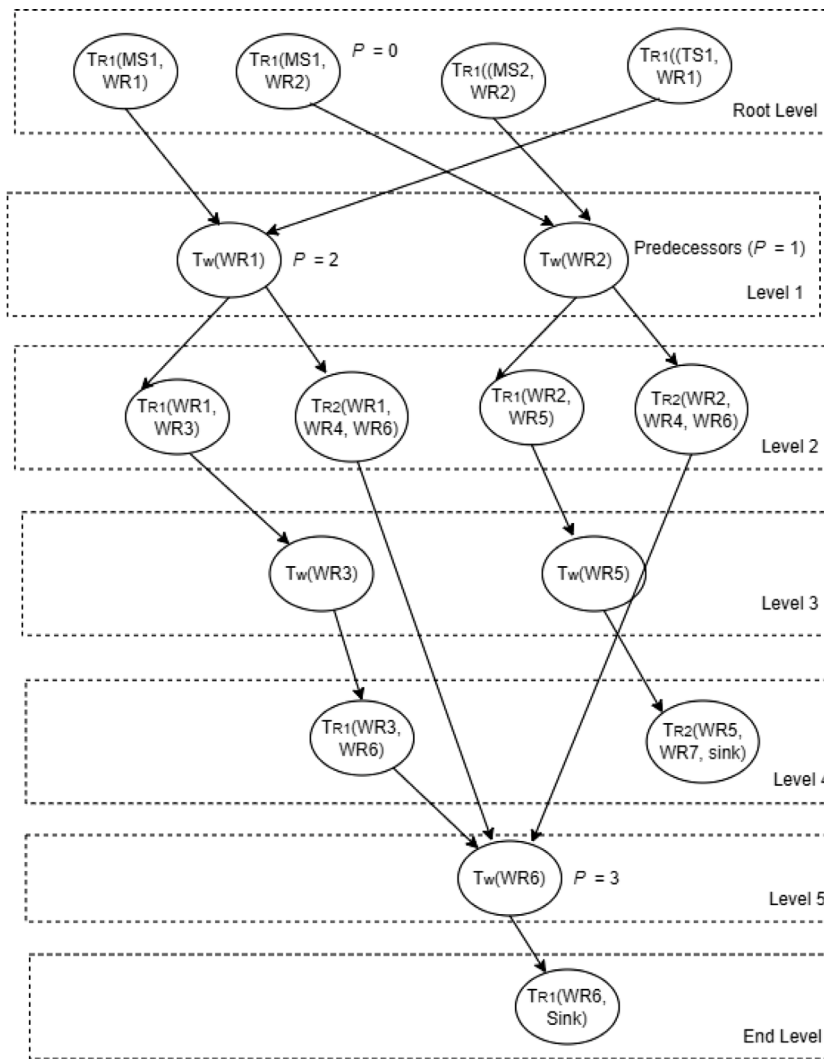 TR1(MS1,
WR1)
TR1(MS1,
WR2)
P = 0
TR1((MS2,
WR2)
TR1((TS1,
WR1)
Root Level
Tw(WR1)
P = 2
Tw(WR2)
Predecessors (P = 1)
Level 1
TR1(WR1,
WR3)
TR2(WR1,
WR4, WR6)
TR1(WR2,
WR5)
TR2(WR2,
WR4, WR6)
Level 2
Tw(WR3)
Tw(WR5)
Level 3
TR1(WR3,
WR6)
TR2(WR5,
WR7, sink)
Level 4
Tw(WR6)
P = 3
Level 5
TR1(WR6,
Sink)
End Level